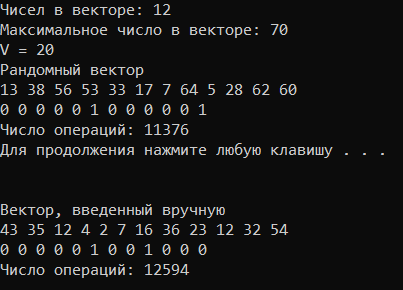 Чисел в векторе: 12
Максимальное число в векторе: 70
V = 20
Рандомный вектор
13 38 56 53 33 17 7 64 5 28 62 60
0 0 0 0 0 1 0 0 0 0 0 1
Число операций: 11376
Для продолжения нажмите любую клавишу . . .
Вектор, введенный вручную
43 35 12 4 2 7 16 36 23 12 32 54
0 0 0 0 0 1 0 0 1 0 0 0
Число операций: 12594